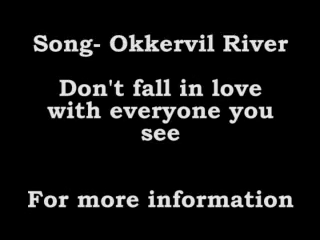 Song- Okkervil River
Don't fall in love
with everyone you
see
For more information